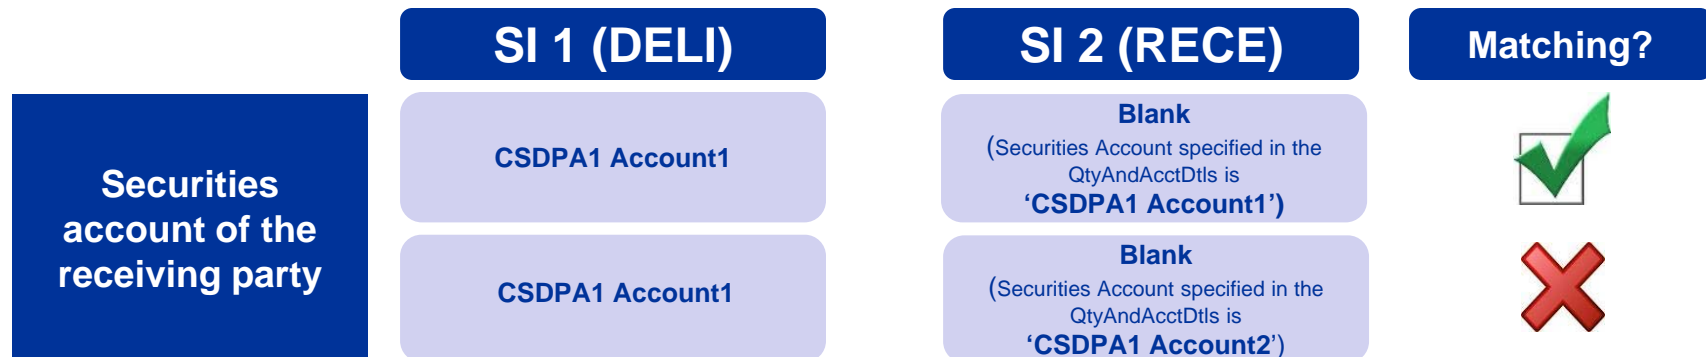 SI 1 (DELI)
SI 2 (RECE)
Matching?
Securities
account of the
receiving party
CSDPA1 Account1
Blank
(Securities Account specified in the
QtyAndAcctDtls is
‘CSDPA1 Account1’)
CSDPA1 Account1
Blank
(Securities Account specified in the
QtyAndAcctDtls is
‘CSDPA1 Account2’)